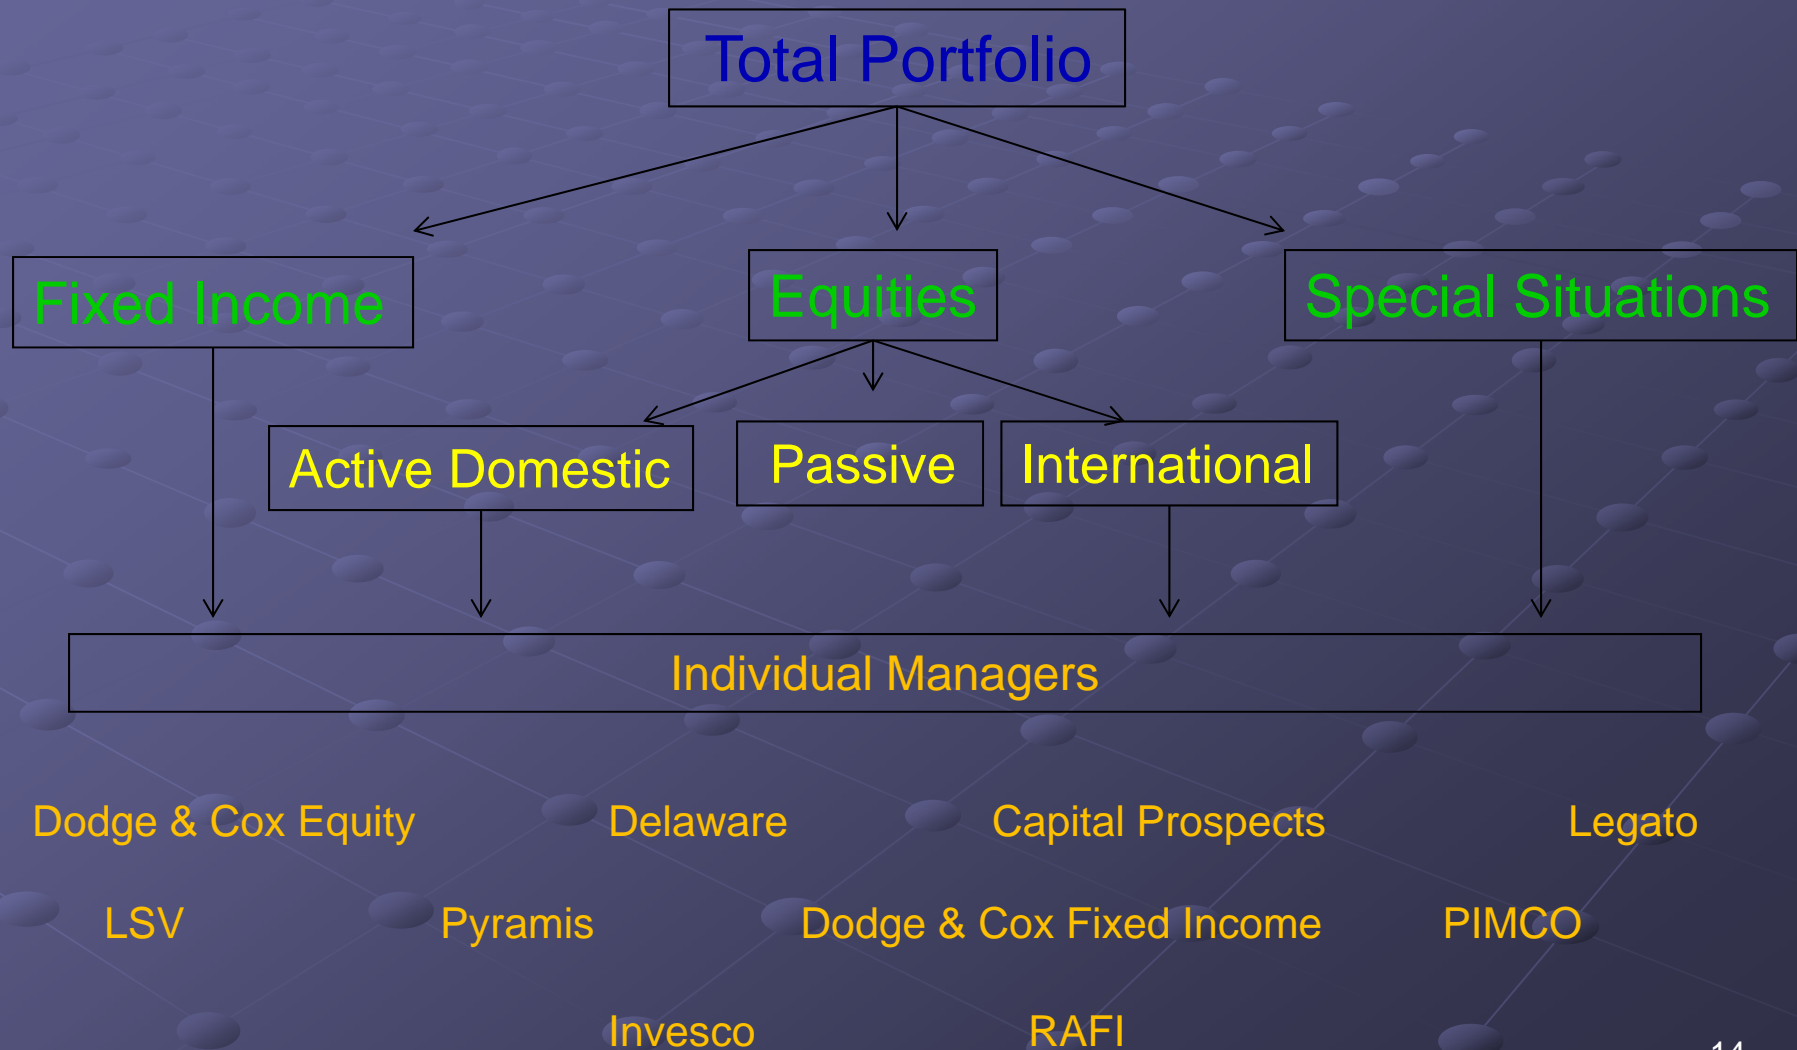 Total Portfolio
Fixed Income
Equities
Special Situations
Active Domestic
Passive
International
Individual Managers
Dodge & Cox Equity
Delaware
Capital Prospects
Legato
LSV
Pyramis
Dodge & Cox Fixed Income
PIMCO
Invesco
RAFI
14